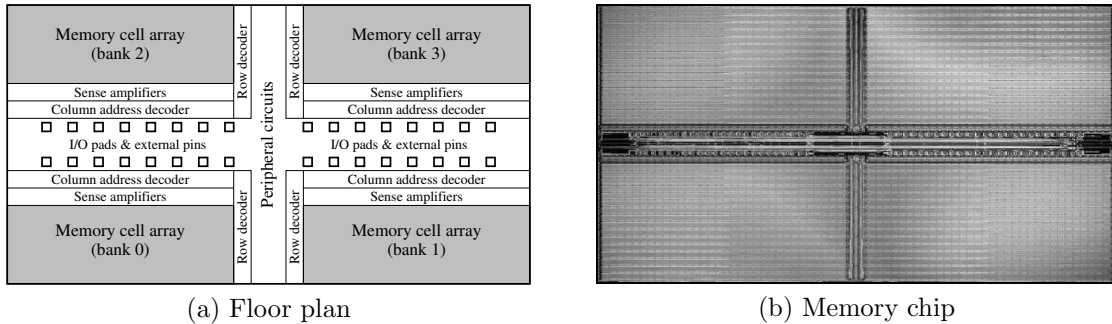 Memory cell array
(bank 2)
Row decoder
Peripheral circuits
Row decoder
Memory cell array
(bank 3)
Sense amplifiers
Column address decoder
Sense amplifiers
Column address decoder
I/O pads & external pins
I/O pads & external pins
Column address decoder
Sense amplifiers
Column address decoder
Sense amplifiers
Memory cell array
(bank 0)
Row decoder
Row decoder
Memory cell array
(bank 1)
(a) Floor plan
(b) Memory chip